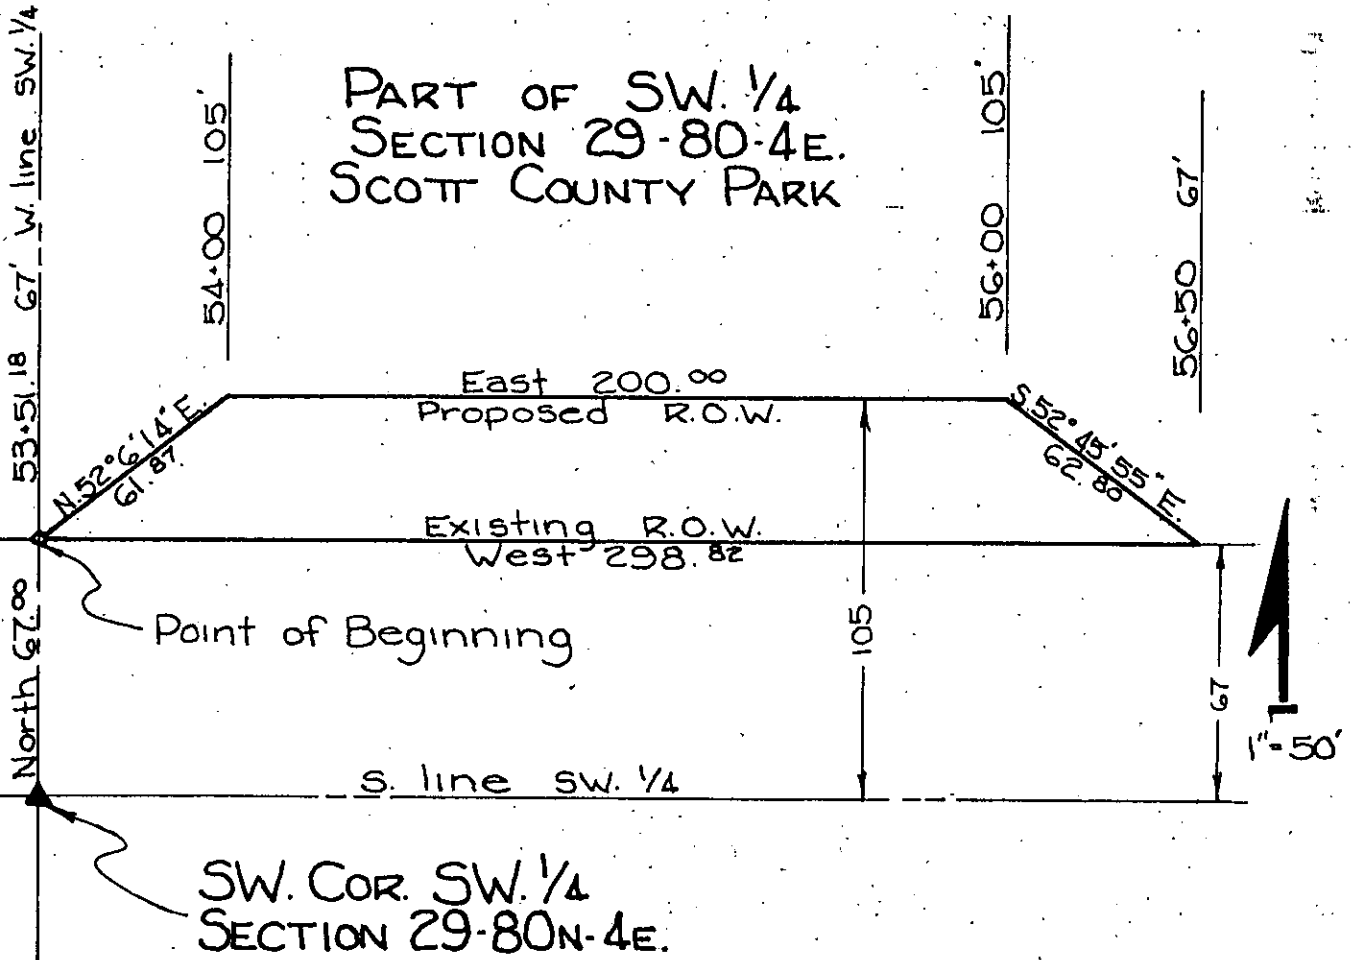 PART OF SW. 1/4
SECTION 29-80-4E.
SCOTT COUNTY PARK
53+51.18 67' W. line SW. 1/4
54+00 105'
56+00 105'
56+50 67'
East 200.00
Proposed R.O.W.
N.52°6'14"E.
61.87
S.52°45'55"E.
62.80
Existing R.O.W.
West 298.82
Point of Beginning
North 67.00
105
67
1"=50'
S. line SW. 1/4
SW. COR. SW. 1/4
SECTION 29-80N-4E.